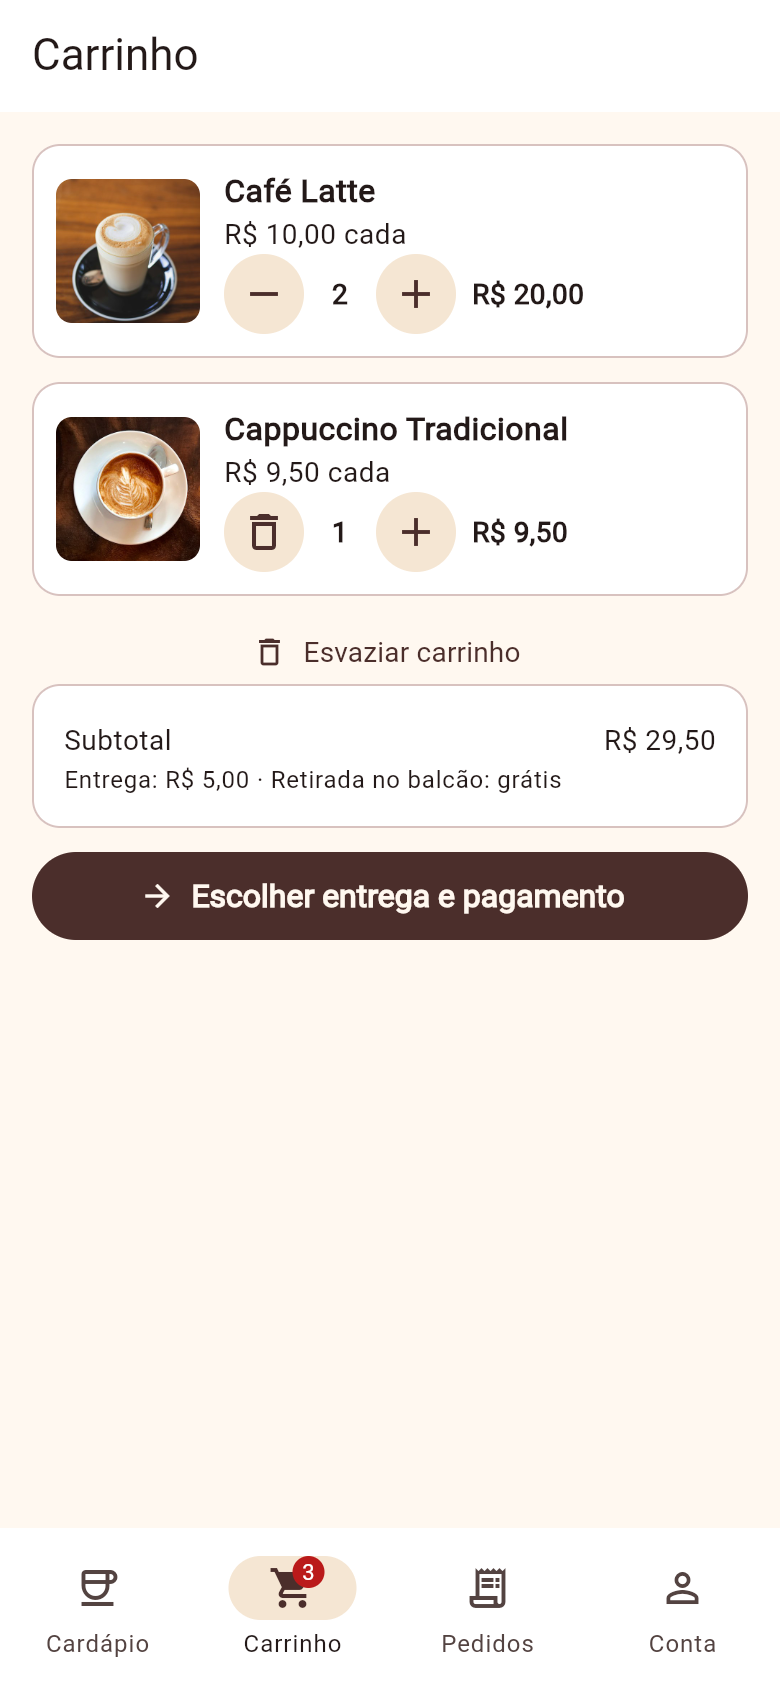 Carrinho
Café Latte
R$ 10,00 cada
2 R$ 20,00
Cappuccino Tradicional
R$ 9,50 cada
1 R$ 9,50
Esvaziar carrinho
Subtotal R$ 29,50
Entrega: R$ 5,00 · Retirada no balcão: grátis
Escolher entrega e pagamento
3
Cardápio Carrinho Pedidos Conta